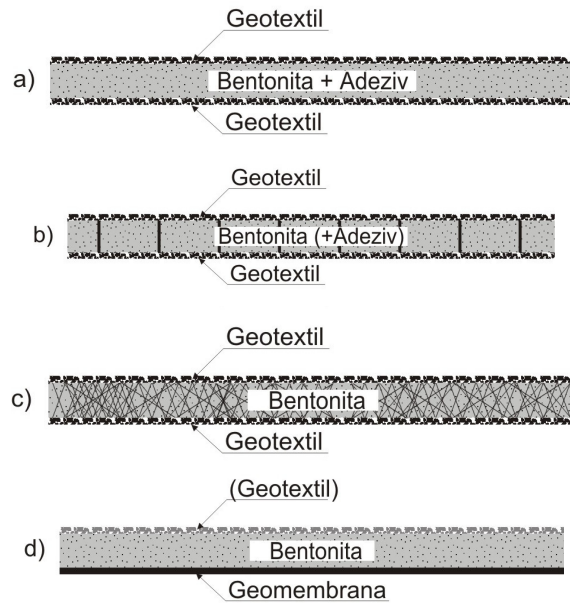 Geotextil
a)
Bentonita + Adeziv
Geotextil
Geotextil
b)
Bentonita (+Adeziv)
Geotextil
Geotextil
c)
Bentonita
Geotextil
(Geotextil)
d)
Bentonita
Geomembrana